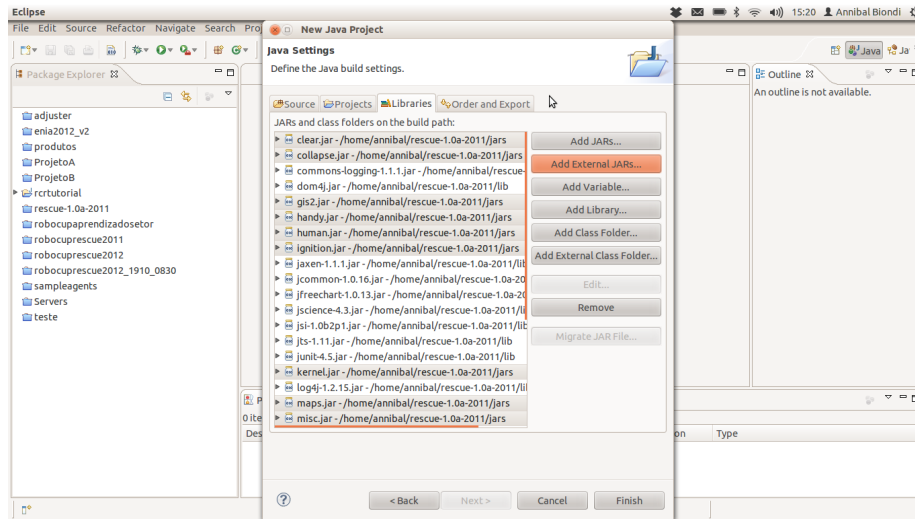 Eclipse
15:20 Annibal Biondi
File Edit Source Refactor Navigate Search Proj
New Java Project
Java Settings
Define the Java build settings.
Java
Package Explorer
Outline
An outline is not available.
Source Projects Libraries Order and Export
JARs and class folders on the build path:
adjuster
enia2012_v2
produtos
ProjetoA
ProjetoB
rcrtutorial
rescue-1.0a-2011
robocupaprendizadosetor
robocuprescue2011
robocuprescue2012
robocuprescue2012_1910_0830
sampleagents
Servers
teste
clear.jar - /home/annibal/rescue-1.0a-2011/jars
collapse.jar - /home/annibal/rescue-1.0a-2011/jars
commons-logging-1.1.1.jar - /home/annibal/rescue-
dom4j.jar - /home/annibal/rescue-1.0a-2011/lib
gis2.jar - /home/annibal/rescue-1.0a-2011/jars
handy.jar - /home/annibal/rescue-1.0a-2011/jars
human.jar - /home/annibal/rescue-1.0a-2011/jars
ignition.jar - /home/annibal/rescue-1.0a-2011/jars
jaxen-1.1.1.jar - /home/annibal/rescue-1.0a-2011/lib
jcommon-1.0.16.jar - /home/annibal/rescue-1.0a-20
jfreechart-1.0.13.jar - /home/annibal/rescue-1.0a-20
jscience-4.3.jar - /home/annibal/rescue-1.0a-2011/li
jsi-1.0b2p1.jar - /home/annibal/rescue-1.0a-2011/lib
jts-1.11.jar - /home/annibal/rescue-1.0a-2011/lib
junit-4.5.jar - /home/annibal/rescue-1.0a-2011/lib
kernel.jar - /home/annibal/rescue-1.0a-2011/jars
log4j-1.2.15.jar - /home/annibal/rescue-1.0a-2011/li
maps.jar - /home/annibal/rescue-1.0a-2011/jars
misc.jar - /home/annibal/rescue-1.0a-2011/jars
Add JARs...
Add External JARs...
Add Variable...
Add Library...
Add Class Folder...
Add External Class Folder...
Edit...
Remove
Migrate JAR File...
P
0 ite
Des
on Type
< Back Next > Cancel Finish